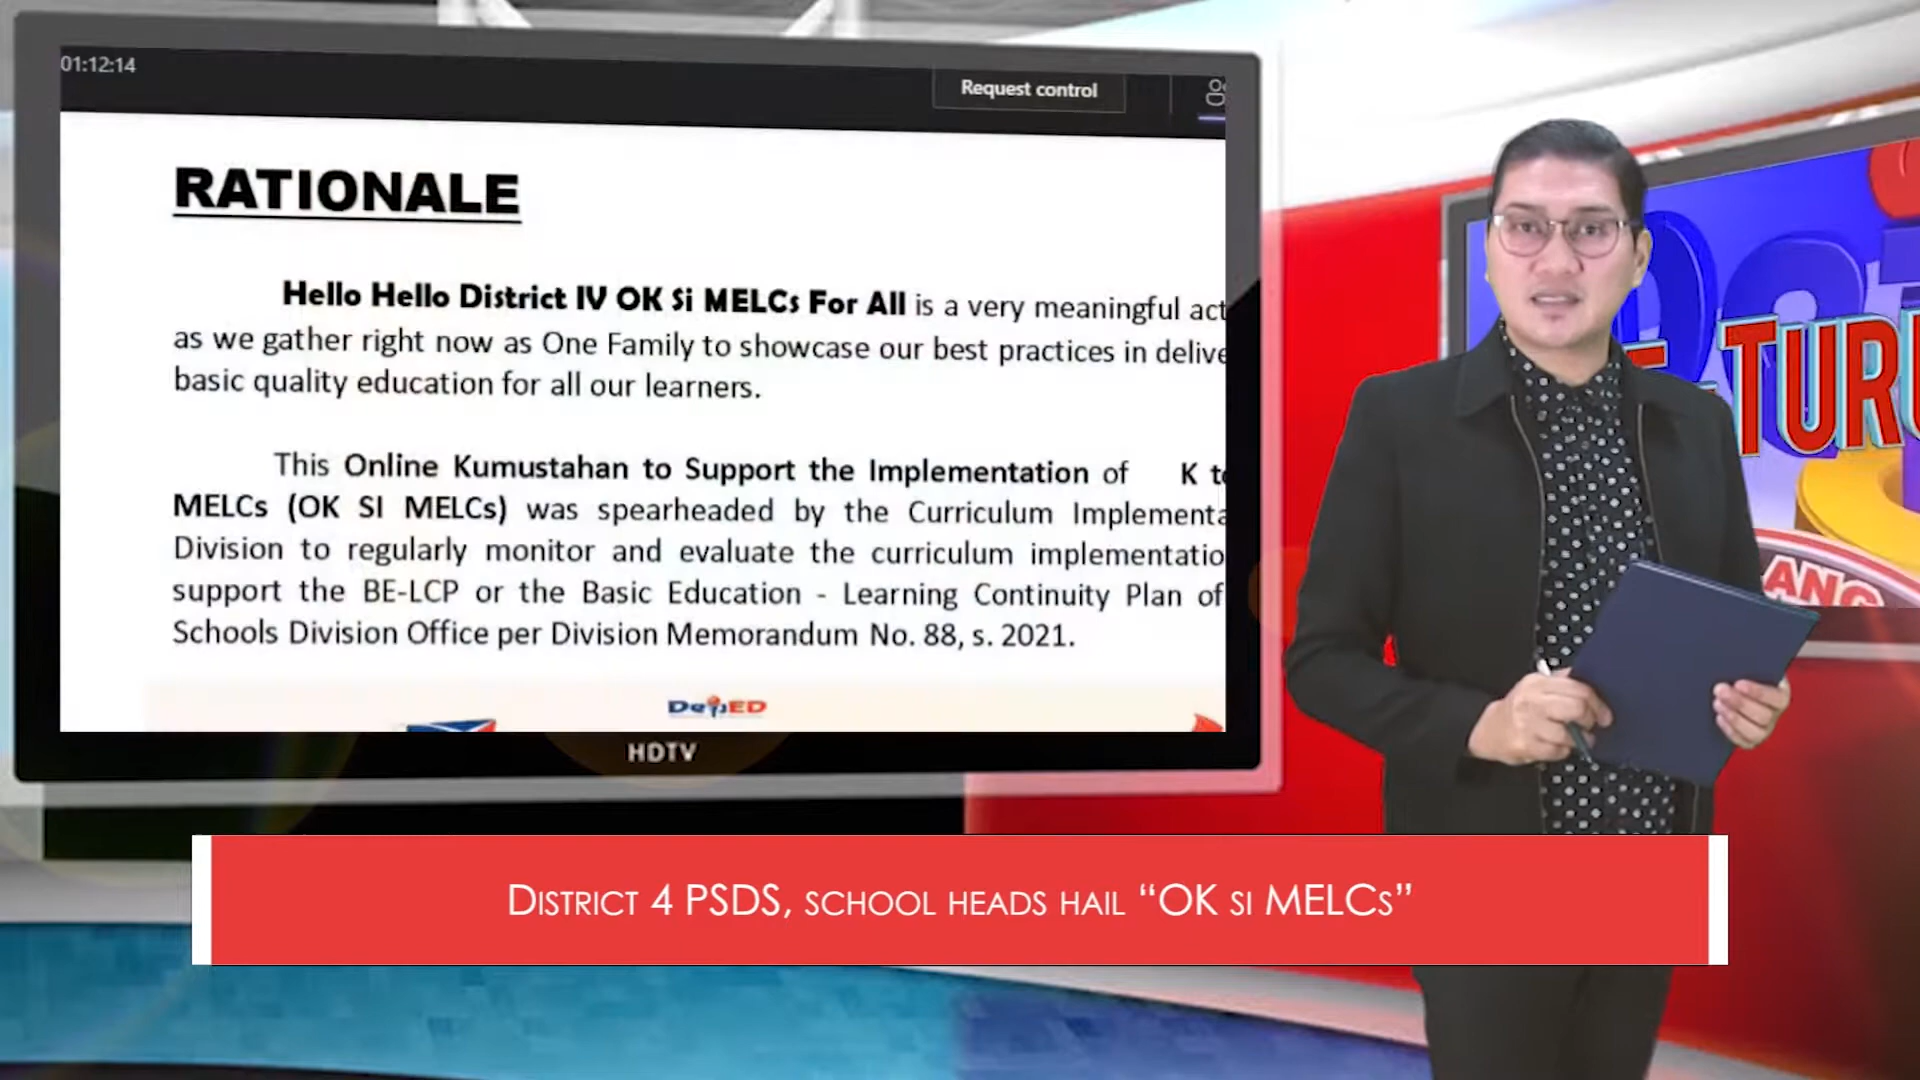 01:12:14
Request control
RATIONALE
Hello Hello District IV OK Si MELCs For All is a very meaningful act
as we gather right now as One Family to showcase our best practices in delive
basic quality education for all our learners.
This Online Kumustahan to Support the Implementation of K to
MELCs (OK SI MELCs) was spearheaded by the Curriculum Implementa
Division to regularly monitor and evaluate the curriculum implementatio
support the BE-LCP or the Basic Education - Learning Continuity Plan of
Schools Division Office per Division Memorandum No. 88, s. 2021.
DepED
HDTV
TURO
ANG
DISTRICT 4 PSDS, SCHOOL HEADS HAIL “OK SI MELCS”